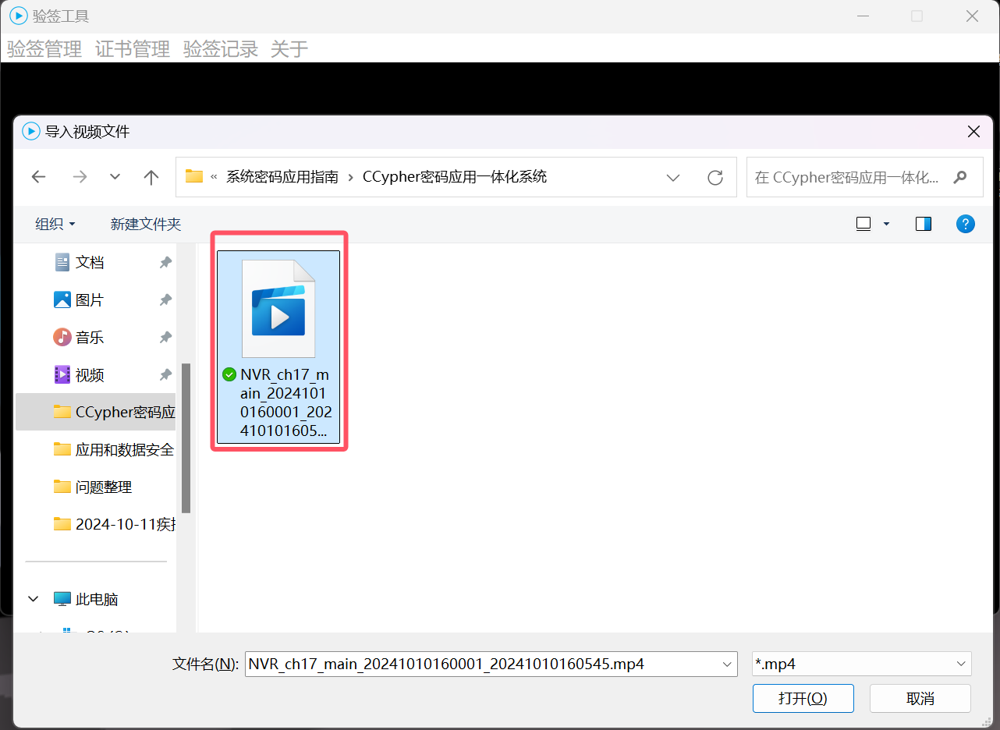 验签工具
验签管理 证书管理 验签记录 关于
导入视频文件
« 系统密码应用指南 › CCypher密码应用一体化系统
在 CCypher密码应用一体化...
组织
新建文件夹
文档
图片
音乐
视频
CCypher密码应
应用和数据安全
问题整理
2024-10-11疾
此电脑
NVR_ch17_m
ain_2024101
0160001_202
410101605...
文件名(N):
NVR_ch17_main_20241010160001_20241010160545.mp4
*.mp4
打开(O)
取消